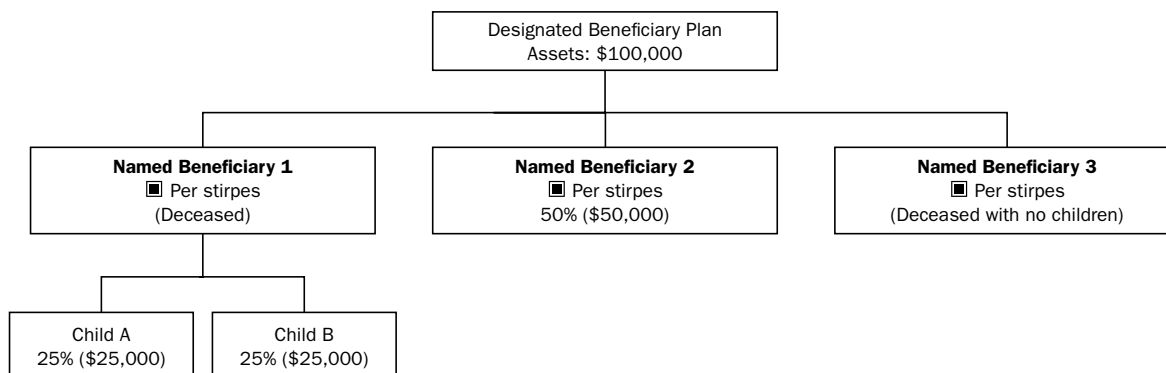 Designated Beneficiary Plan
Assets: $100,000
Named Beneficiary 1
Per stirpes
(Deceased)
Named Beneficiary 2
Per stirpes
50% ($50,000)
Named Beneficiary 3
Per stirpes
(Deceased with no children)
Child A
25% ($25,000)
Child B
25% ($25,000)